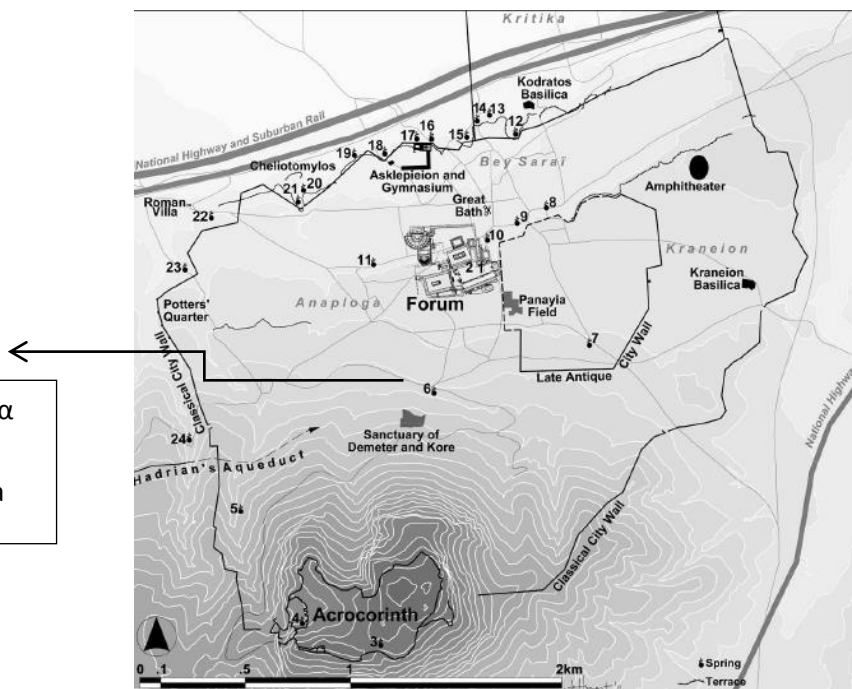 Kritika
Kodratos
Basilica
14 13
12
17 16
15
18
19
National Highway and Suburban Rail
Bey Saraï
Cheliotomylos
Asklepieion and
Gymnasium
20
21
Amphitheater
Great
Bath
8
Roman
Villa
22
9
10
Kraneion
11
23
2 1
Kraneion
Basilica
Potters'
Quarter
Anaploga
Forum
Panayia
Field
7
City Wall
Late Antique
Classical City Wall
6
α
Sanctuary of
Demeter and Kore
National Highway
24
Hadrian's Aqueduct
5
Classical City Wall
Acrocorinth
4
3
Spring
0 .1 .5 1 2km
Terrace